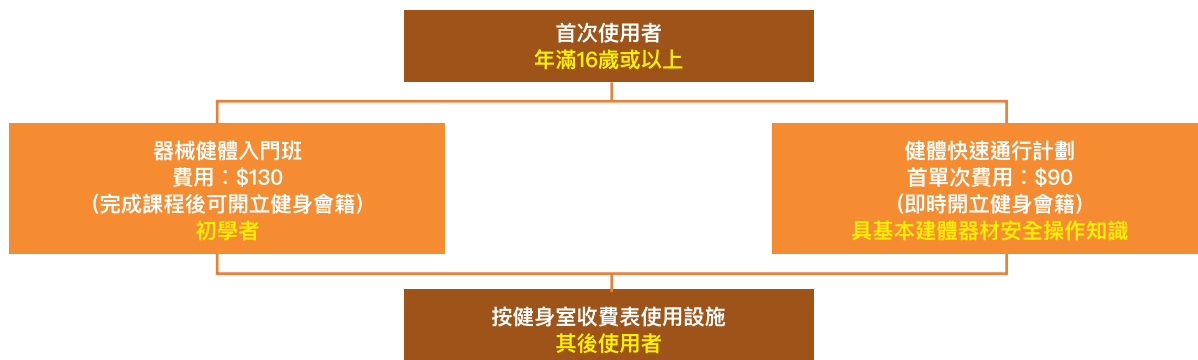 首次使用者
年滿16歲或以上
器械健體入門班
費用：$130
（完成課程後可開立健身會籍）
初學者
健體快速通行計劃
首單次費用：$90
（即時開立健身會籍）
具基本建體器材安全操作知識
按健身室收費表使用設施
其後使用者